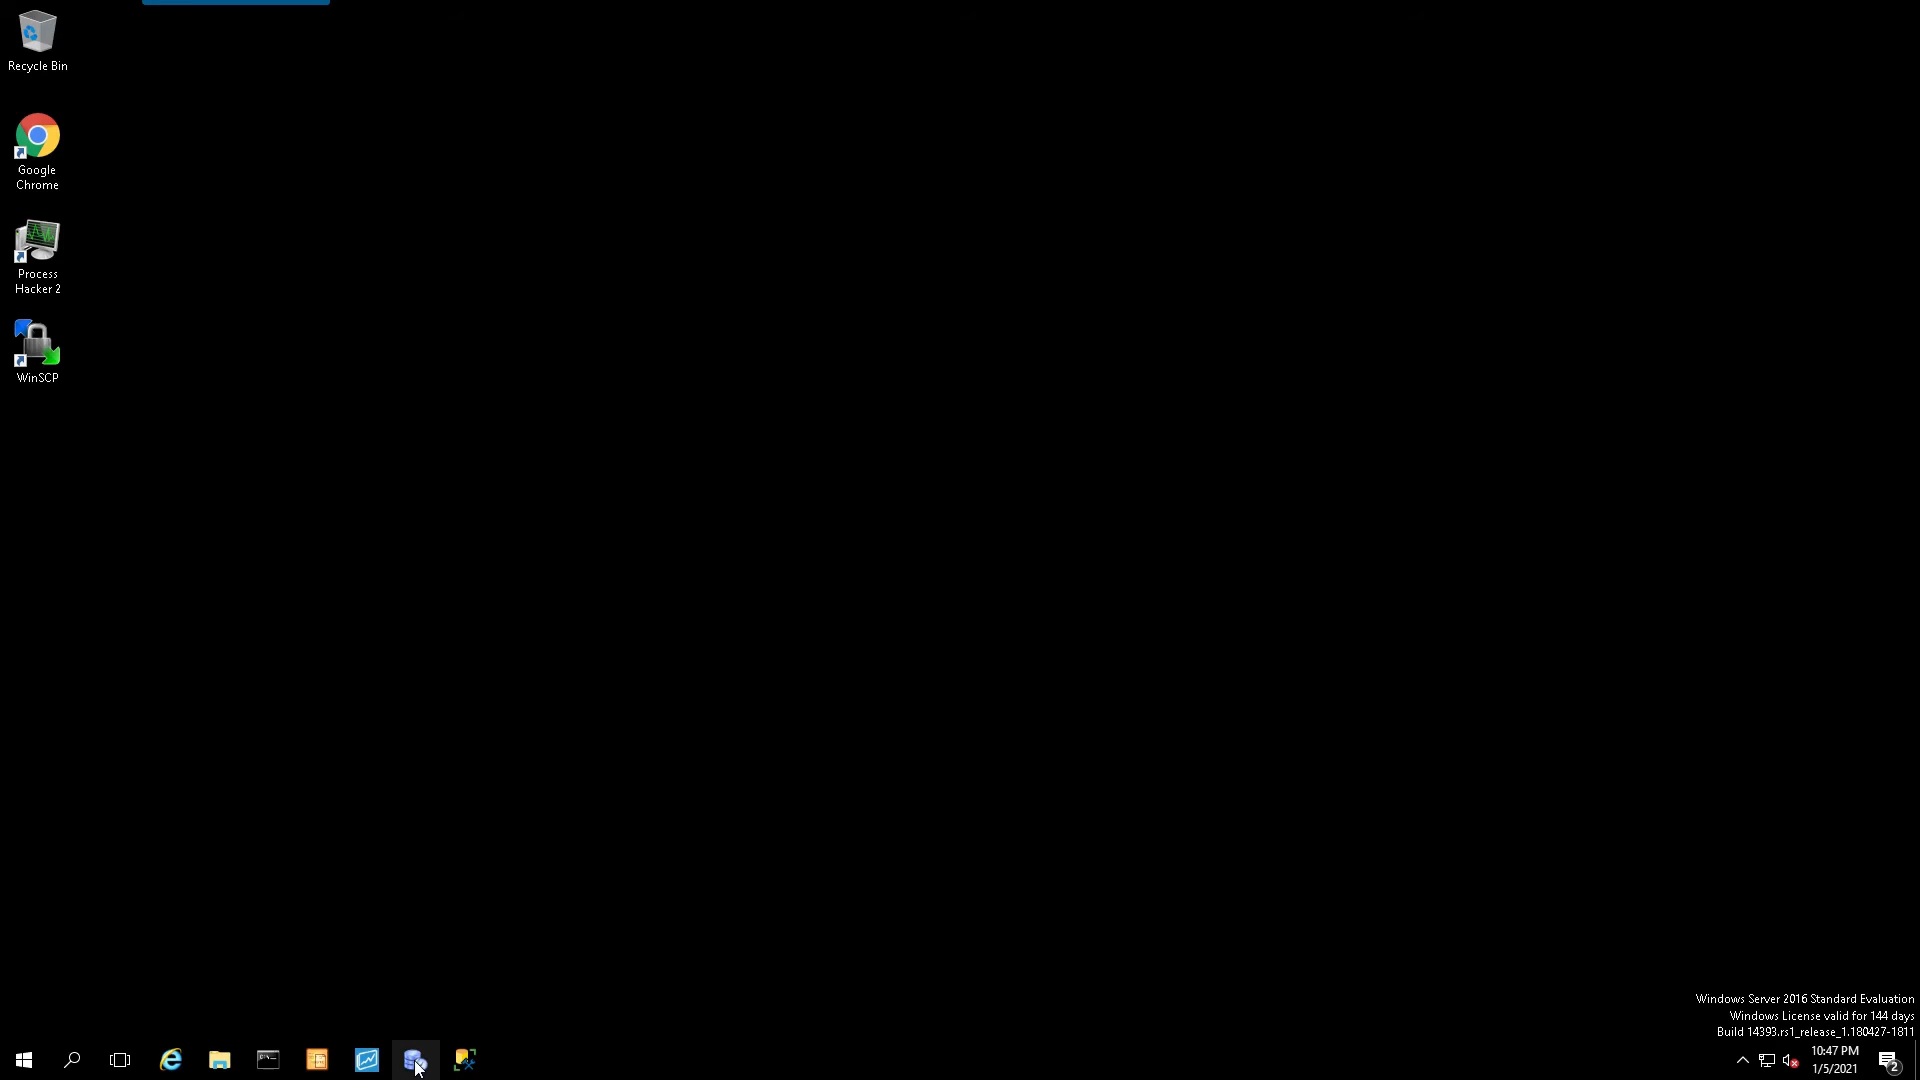 Recycle Bin
Google
Chrome
Process
Hacker 2
WinSCP
Windows Server 2016 Standard Evaluation
Windows License valid for 144 days
Build 14393.rs1_release_1.180427-1811
10:47 PM
1/5/2021
2